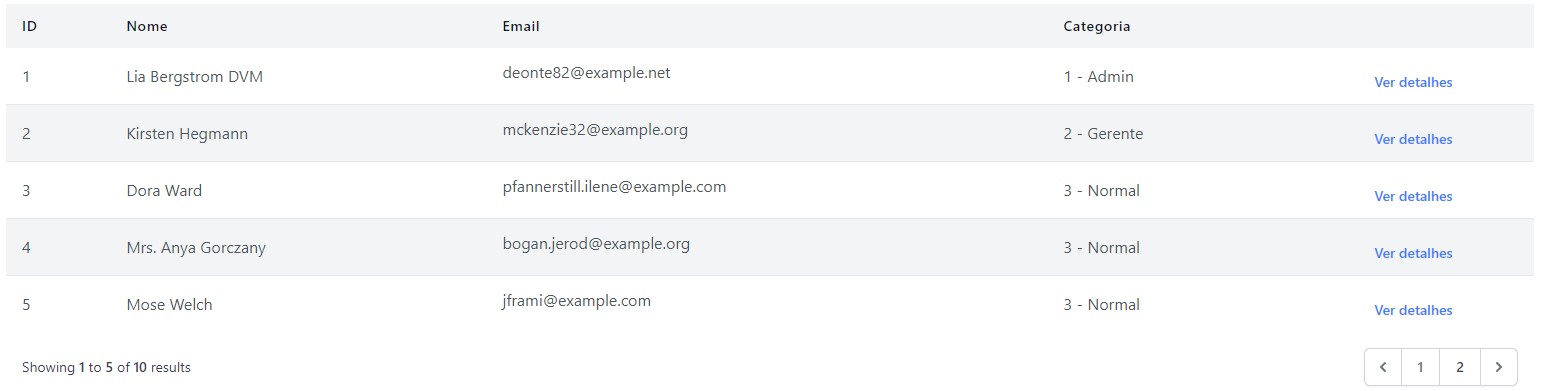 ID Nome Email Categoria
1 Lia Bergstrom DVM deonte82@example.net 1 - Admin Ver detalhes
2 Kirsten Hegmann mckenzie32@example.org 2 - Gerente Ver detalhes
3 Dora Ward pfannerstill.ilene@example.com 3 - Normal Ver detalhes
4 Mrs. Anya Gorczany bogan.jerod@example.org 3 - Normal Ver detalhes
5 Mose Welch jframi@example.com 3 - Normal Ver detalhes
Showing 1 to 5 of 10 results 1 2